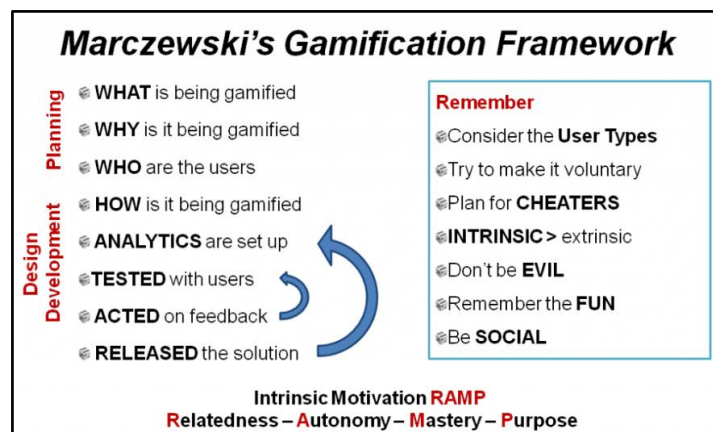 Marczewski's Gamification Framework
Planning
WHAT is being gamified
WHY is it being gamified
WHO are the users
Design
Development
HOW is it being gamified
ANALYTICS are set up
TESTED with users
ACTED on feedback
RELEASED the solution
Remember
Consider the User Types
Try to make it voluntary
Plan for CHEATERS
INTRINSIC > extrinsic
Don't be EVIL
Remember the FUN
Be SOCIAL
Intrinsic Motivation RAMP
Relatedness – Autonomy – Mastery – Purpose